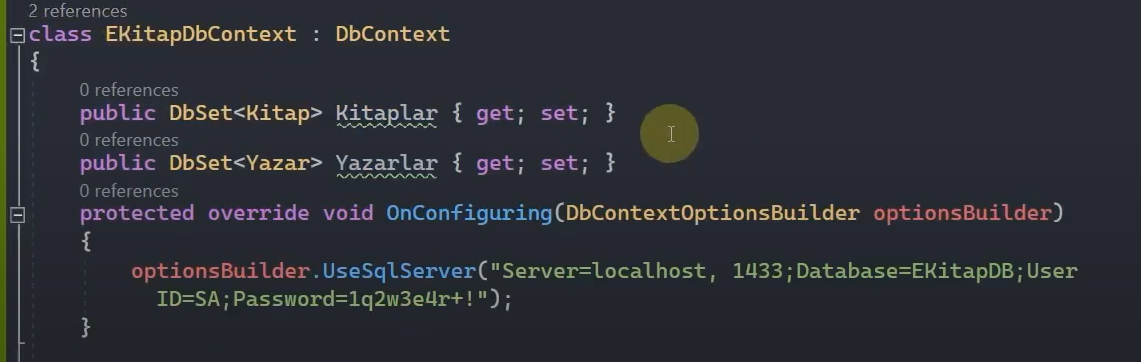 2 references
class EKitapDbContext : DbContext
{
0 references
public DbSet<Kitap> Kitaplar { get; set; }
0 references
public DbSet<Yazar> Yazarlar { get; set; }
0 references
protected override void OnConfiguring(DbContextOptionsBuilder optionsBuilder)
{
optionsBuilder.UseSqlServer("Server=localhost, 1433;Database=EKitapDB;User
ID=SA;Password=1q2w3e4r+!");
}